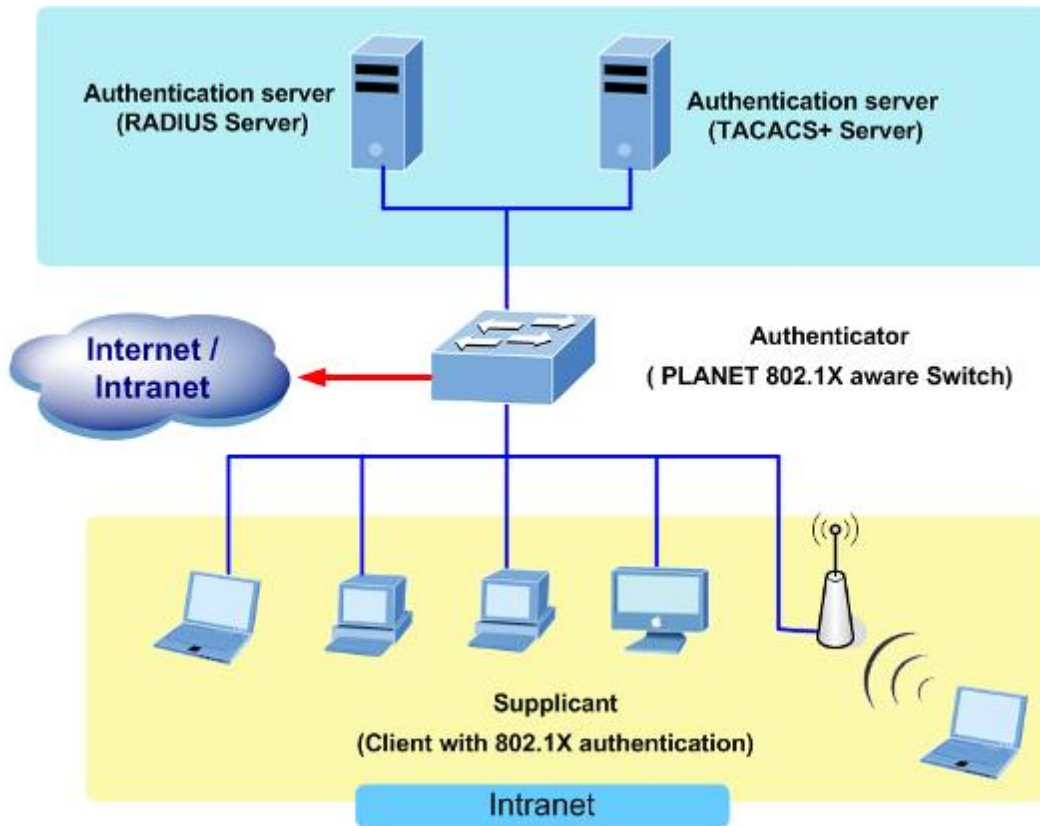 Authentication server
(RADIUS Server)
Authentication server
(TACACS+ Server)
Internet /
Intranet
Authenticator
( PLANET 802.1X aware Switch)
Supplicant
(Client with 802.1X authentication)
Intranet